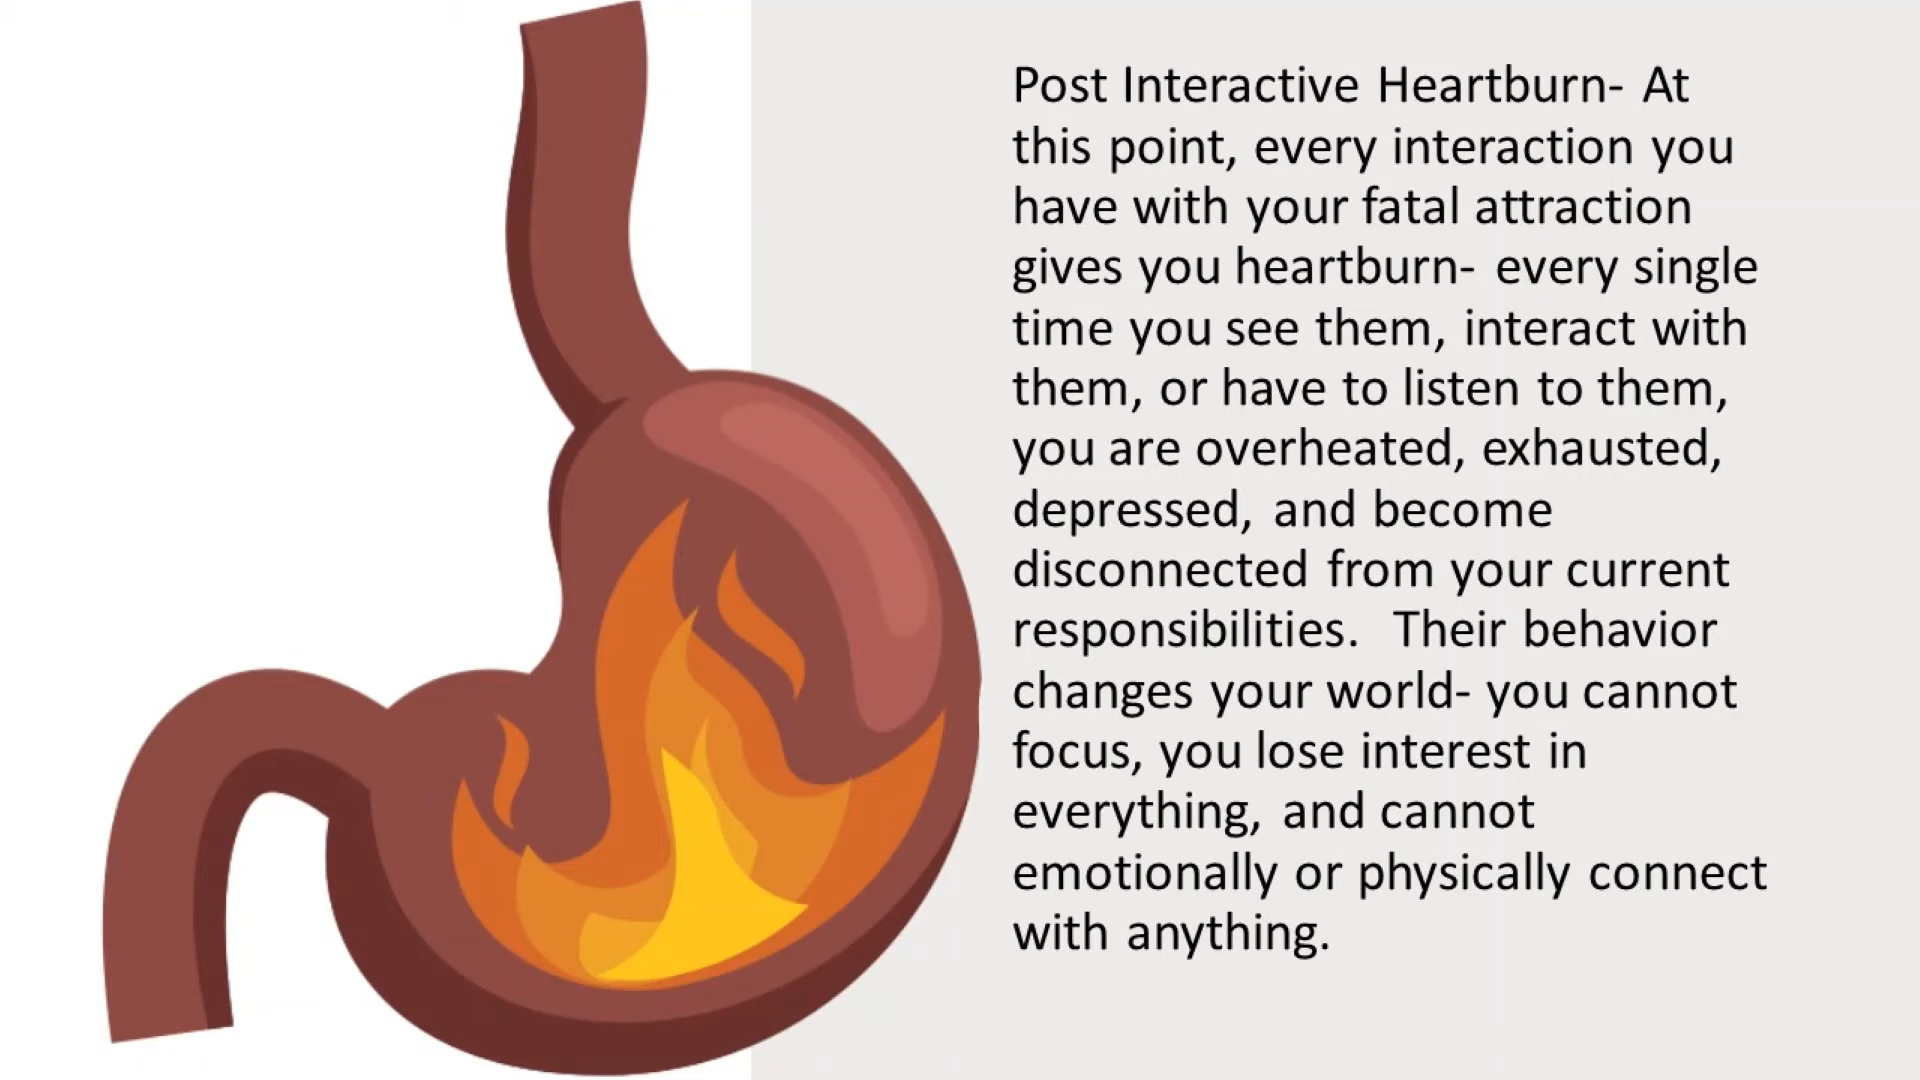 Post Interactive Heartburn- At
this point, every interaction you
have with your fatal attraction
gives you heartburn- every single
time you see them, interact with
them, or have to listen to them,
you are overheated, exhausted,
depressed, and become
disconnected from your current
responsibilities.  Their behavior
changes your world- you cannot
focus, you lose interest in
everything, and cannot
emotionally or physically connect
with anything.